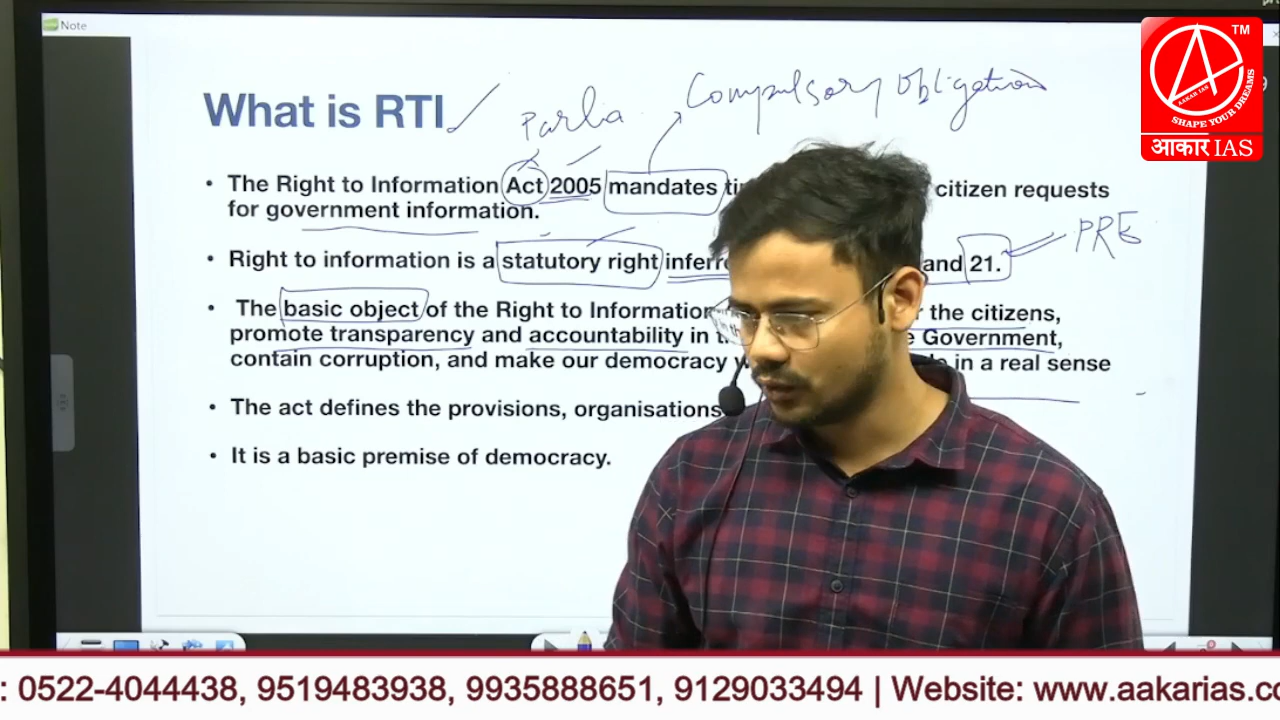 Note
TM
AAKAR IAS
SHAPE YOUR DREAMS
आकार IAS
What is RTI
Parlia
Compulsory Obligation
• The Right to Information Act 2005 mandates citizen requests
for government information.
PRE
• Right to information is a statutory right and 21.
• The basic object of the Right to Information the citizens,
promote transparency and accountability in Government,
contain corruption, and make our democracy in a real sense
• The act defines the provisions, organisations
• It is a basic premise of democracy.
: 0522-4044438, 9519483938, 9935888651, 9129033494 | Website: www.aakarias.co